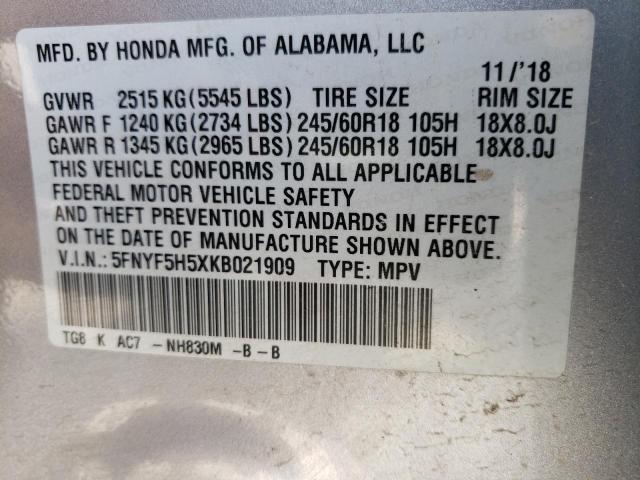 MFD. BY HONDA MFG. OF ALABAMA, LLC
11/'18
GVWR 2515 KG(5545 LBS) TIRE SIZE RIM SIZE
GAWR F 1240 KG(2734 LBS) 245/60R18 105H 18X8.0J
GAWR R 1345 KG(2965 LBS) 245/60R18 105H 18X8.0J
THIS VEHICLE CONFORMS TO ALL APPLICABLE
FEDERAL MOTOR VEHICLE SAFETY
AND THEFT PREVENTION STANDARDS IN EFFECT
ON THE DATE OF MANUFACTURE SHOWN ABOVE.
V.I.N.: 5FNYF5H5XKB021909 TYPE: MPV
TG8 K AC7 -NH830M -B -B